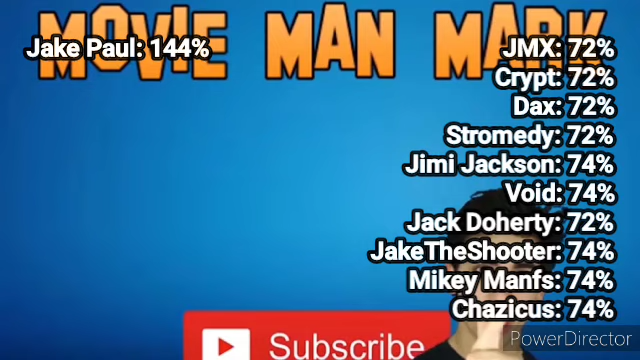 MOVIE MAN MARK
Jake Paul: 144%
JMX: 72%
Crypt: 72%
Dax: 72%
Stromedy: 72%
Jimi Jackson: 74%
Void: 74%
Jack Doherty: 72%
JakeTheShooter: 74%
Mikey Manfs: 74%
Chazicus: 74%
Subscribe
PowerDirector